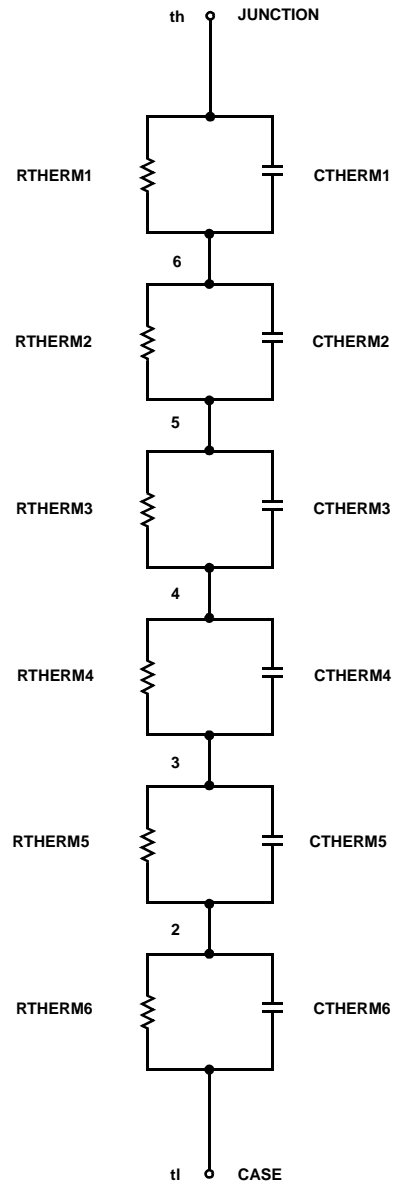 th JUNCTION
RTHERM1 CTHERM1
6
RTHERM2 CTHERM2
5
RTHERM3 CTHERM3
4
RTHERM4 CTHERM4
3
RTHERM5 CTHERM5
2
RTHERM6 CTHERM6
tl CASE